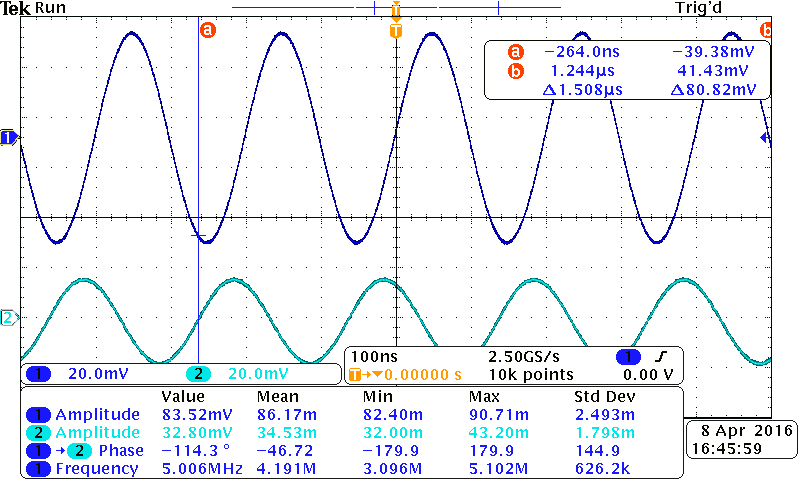 Tek Run Trig'd
T
a T b
a −264.0ns −39.38mV
b 1.244µs 41.43mV
Δ1.508µs Δ80.82mV
1
2
100ns 2.50GS/s 1
T→▼0.00000 s 10k points 0.00 V
1 20.0mV 2 20.0mV
Value Mean Min Max Std Dev
1 Amplitude 83.52mV 86.17m 82.40m 90.71m 2.493m
2 Amplitude 32.80mV 34.53m 32.00m 43.20m 1.798m
1 → 2 Phase −114.3 ° −46.72 −179.9 179.9 144.9
1 Frequency 5.006MHz 4.191M 3.096M 5.102M 626.2k
8 Apr 2016
16:45:59